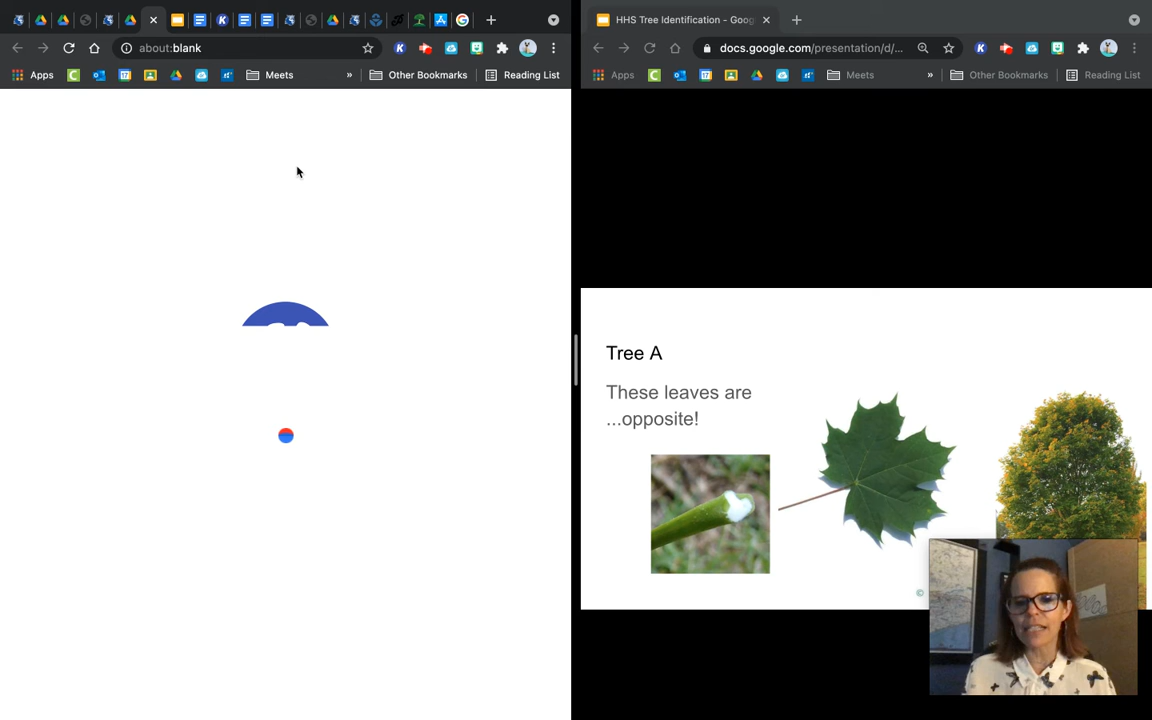 HHS Tree Identification - Goog
about:blank
docs.google.com/presentation/d/...
Apps
Meets
»
Other Bookmarks
Reading List
Apps
Meets
»
Other Bookmarks
Reading List
Tree A
These leaves are
...opposite!
©